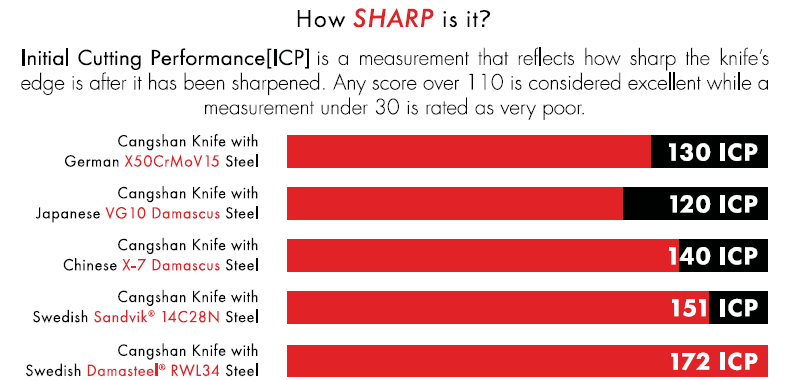 How SHARP is it?
Initial Cutting Performance[ICP] is a measurement that reflects how sharp the knife's
edge is after it has been sharpened. Any score over 110 is considered excellent while a
measurement under 30 is rated as very poor.
Cangshan Knife with
German X50CrMoV15 Steel
130 ICP
Cangshan Knife with
Japanese VG10 Damascus Steel
120 ICP
Cangshan Knife with
Chinese X-7 Damascus Steel
140 ICP
Cangshan Knife with
Swedish Sandvik® 14C28N Steel
151 ICP
Cangshan Knife with
Swedish Damasteel® RWL34 Steel
172 ICP